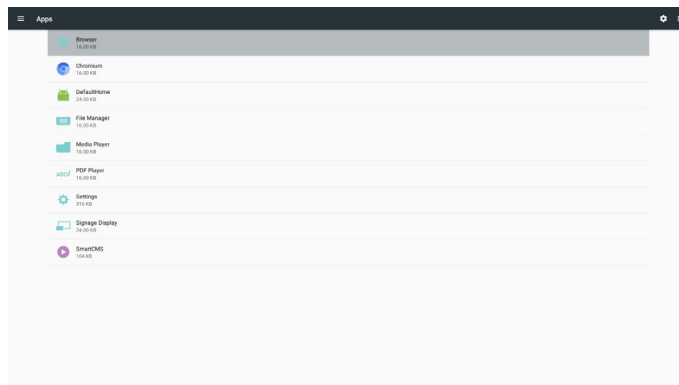 Apps
Browser
16.00 KB
Chromium
16.00 KB
DefaultHome
24.00 KB
File Manager
16.00 KB
Media Player
16.00 KB
ABCi PDF Player
16.00 KB
Settings
316 KB
Signage Display
24.00 KB
SmartCMS
104 KB